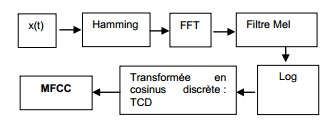 x(t)
Hamming
FFT
Filtre Mel
Log
Transformée en
cosinus discrète :
TCD
MFCC